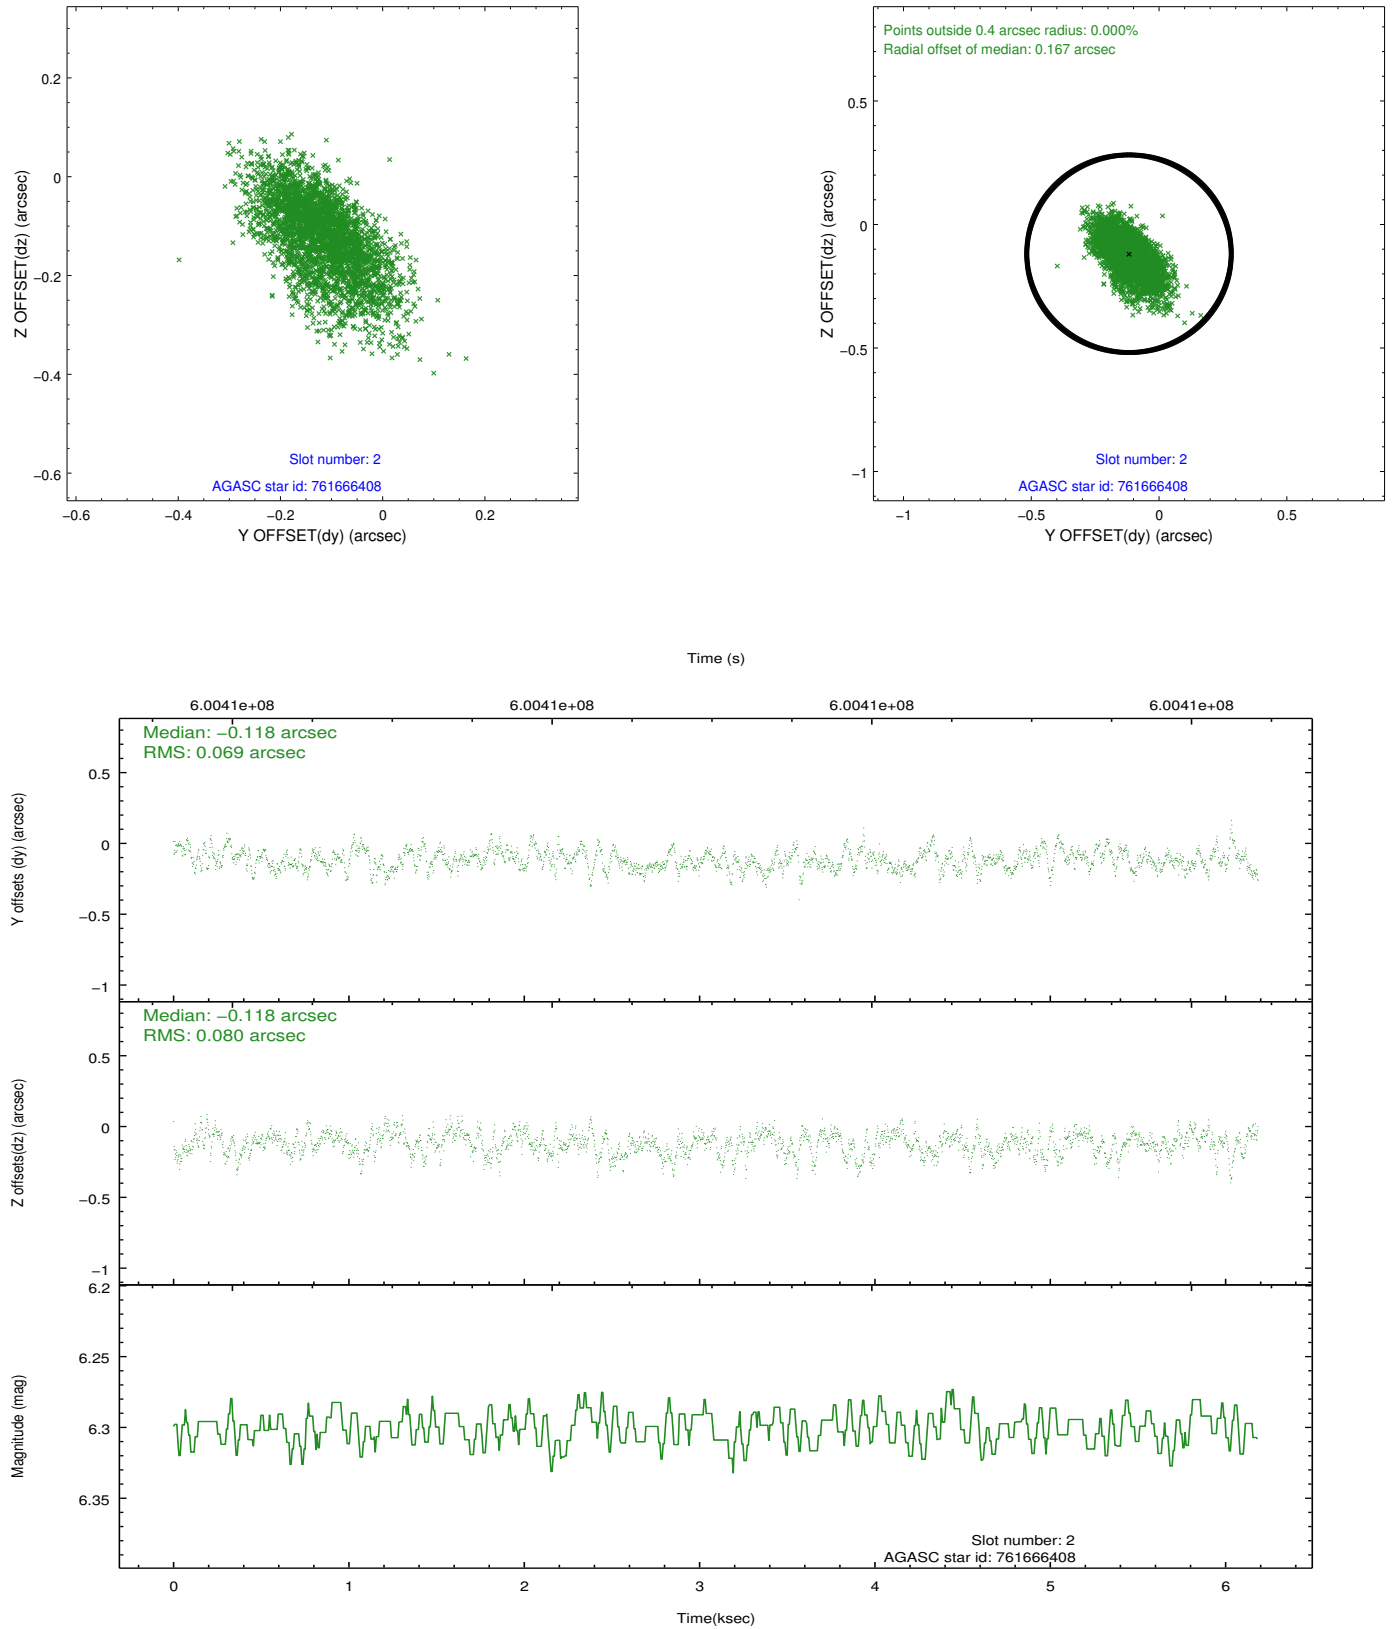 0.2
0
−0.2
−0.4
−0.6
Z OFFSET(dz) (arcsec)
Slot number: 2
AGASC star id: 761666408
−0.6 −0.4 −0.2 0 0.2
Y OFFSET(dy) (arcsec)
Points outside 0.4 arcsec radius: 0.000%
Radial offset of median: 0.167 arcsec
0.5
0
−0.5
−1
Z OFFSET(dz) (arcsec)
Slot number: 2
AGASC star id: 761666408
−1 −0.5 0 0.5
Y OFFSET(dy) (arcsec)
Time (s)
6.0041e+08 6.0041e+08 6.0041e+08 6.0041e+08
Median: −0.118 arcsec
RMS: 0.069 arcsec
0.5
0
−0.5
−1
Y offsets (dy) (arcsec)
Median: −0.118 arcsec
RMS: 0.080 arcsec
0.5
0
−0.5
−1
Z offsets(dz) (arcsec)
6.2
6.25
6.3
6.35
Magnitude (mag)
Slot number: 2
AGASC star id: 761666408
0 1 2 3 4 5 6
Time(ksec)